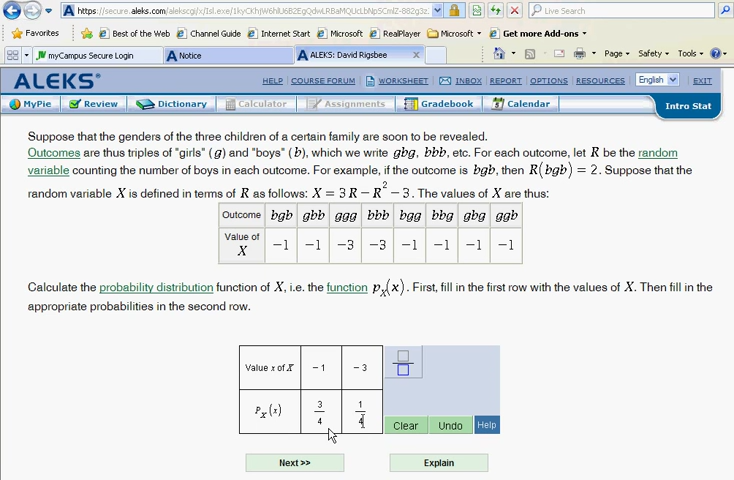 https://secure.aleks.com/alekscgi/x/Isl.exe/1kyCKhjW6hlU6B2EgQdwLRBaMQUcLbNpSCmlZ-882g3z.
Live Search
Favorites Best of the Web Channel Guide Internet Start Microsoft RealPlayer Microsoft Get more Add-ons
myCampus Secure Login Notice ALEKS: David Rigsbee Page Safety Tools
ALEKS HELP COURSE FORUM WORKSHEET INBOX REPORT OPTIONS RESOURCES English EXIT
MyPie Review Dictionary Calculator Assignments Gradebook Calendar Intro Stat
Suppose that the genders of the three children of a certain family are soon to be revealed.
Outcomes are thus triples of "girls" (g) and "boys" (b), which we write gbg, bbb, etc. For each outcome, let R be the random
variable counting the number of boys in each outcome. For example, if the outcome is bgb, then R(bgb) = 2. Suppose that the
random variable X is defined in terms of R as follows: X = 3R − R² − 3. The values of X are thus:
Outcome bgb gbb ggg bbb bgg bbg gbg ggb
Value of X −1 −1 −3 −3 −1 −1 −1 −1
Calculate the probability distribution function of X, i.e. the function pX(x). First, fill in the first row with the values of X. Then fill in the
appropriate probabilities in the second row.
Value x of X −1 −3
PX(x) 3/4 1/4
Clear Undo Help
Next >> Explain